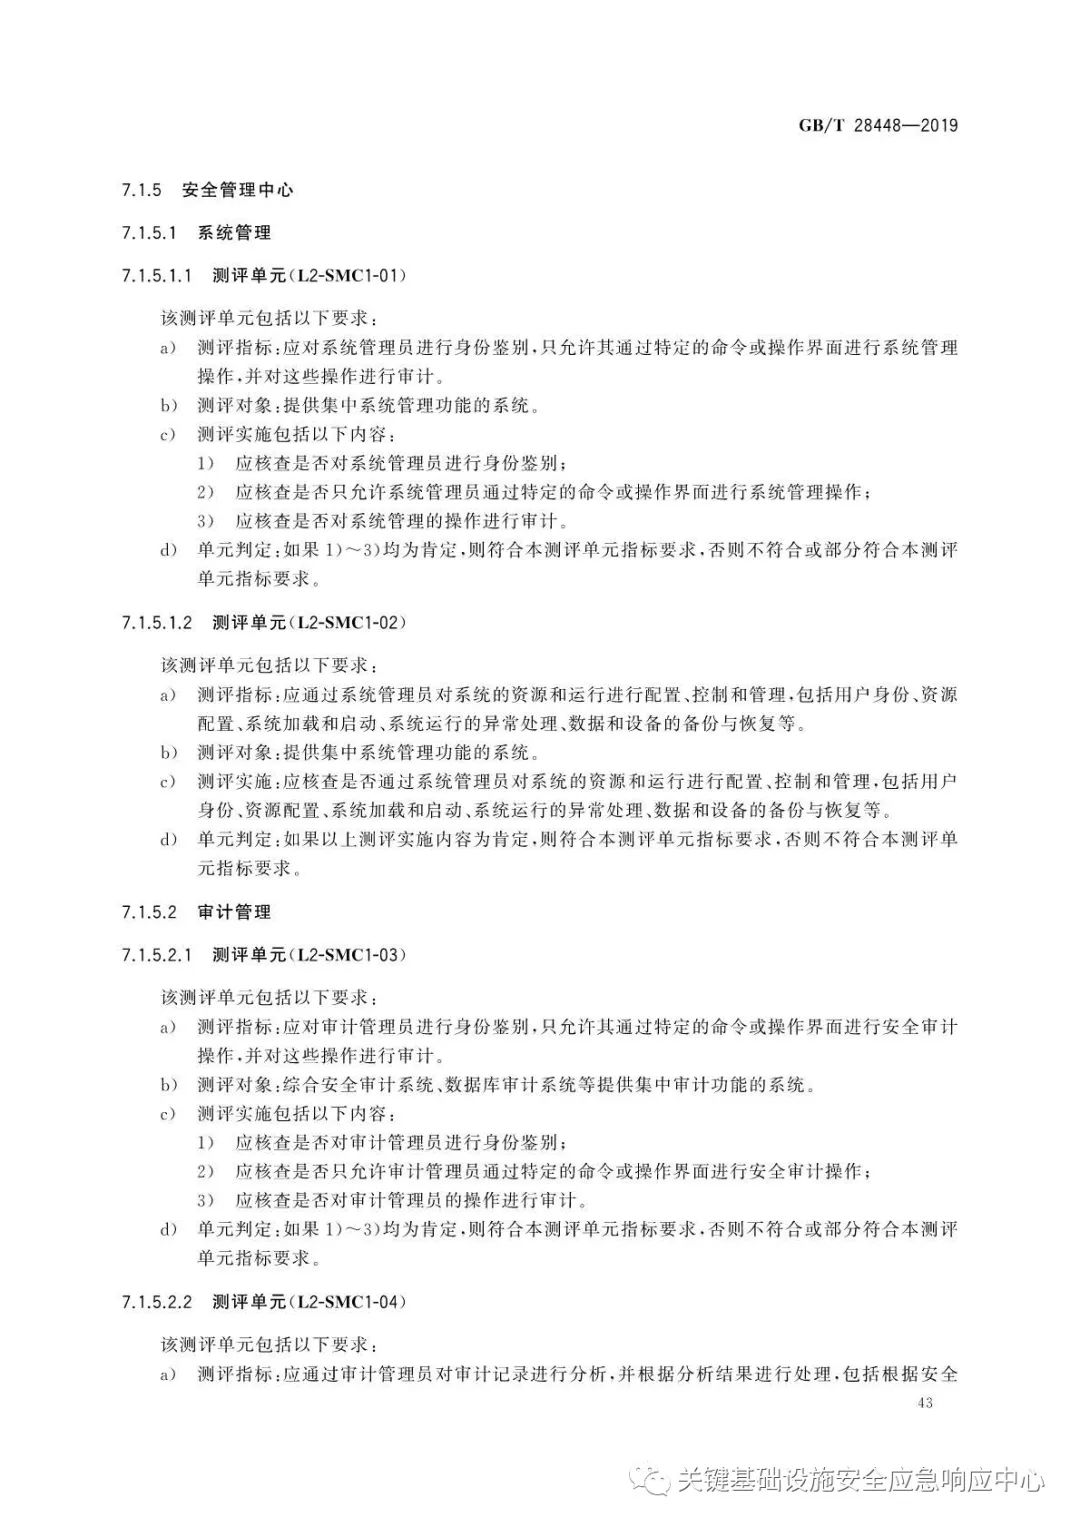 GB/T 28448—2019
7.1.5 安全管理中心
7.1.5.1 系统管理
7.1.5.1.1 测评单元(L2-SMC1-01)
该测评单元包括以下要求:
a) 测评指标:应对系统管理员进行身份鉴别,只允许其通过特定的命令或操作界面进行系统管理
操作,并对这些操作进行审计。
b) 测评对象:提供集中系统管理功能的系统。
c) 测评实施包括以下内容:
1) 应核查是否对系统管理员进行身份鉴别;
2) 应核查是否只允许系统管理员通过特定的命令或操作界面进行系统管理操作;
3) 应核查是否对系统管理的操作进行审计。
d) 单元判定:如果 1)~3)均为肯定,则符合本测评单元指标要求,否则不符合或部分符合本测评
单元指标要求。
7.1.5.1.2 测评单元(L2-SMC1-02)
该测评单元包括以下要求:
a) 测评指标:应通过系统管理员对系统的资源和运行进行配置、控制和管理,包括用户身份、资源
配置、系统加载和启动、系统运行的异常处理、数据和设备的备份与恢复等。
b) 测评对象:提供集中系统管理功能的系统。
c) 测评实施:应核查是否通过系统管理员对系统的资源和运行进行配置、控制和管理,包括用户
身份、资源配置、系统加载和启动、系统运行的异常处理、数据和设备的备份与恢复等。
d) 单元判定:如果以上测评实施内容为肯定,则符合本测评单元指标要求,否则不符合本测评单
元指标要求。
7.1.5.2 审计管理
7.1.5.2.1 测评单元(L2-SMC1-03)
该测评单元包括以下要求:
a) 测评指标:应对审计管理员进行身份鉴别,只允许其通过特定的命令或操作界面进行安全审计
操作,并对这些操作进行审计。
b) 测评对象:综合安全审计系统、数据库审计系统等提供集中审计功能的系统。
c) 测评实施包括以下内容:
1) 应核查是否对审计管理员进行身份鉴别;
2) 应核查是否只允许审计管理员通过特定的命令或操作界面进行安全审计操作;
3) 应核查是否对审计管理员的操作进行审计。
d) 单元判定:如果 1)~3)均为肯定,则符合本测评单元指标要求,否则不符合或部分符合本测评
单元指标要求。
7.1.5.2.2 测评单元(L2-SMC1-04)
该测评单元包括以下要求:
a) 测评指标:应通过审计管理员对审计记录进行分析,并根据分析结果进行处理,包括根据安全
43
关键基础设施安全应急响应中心